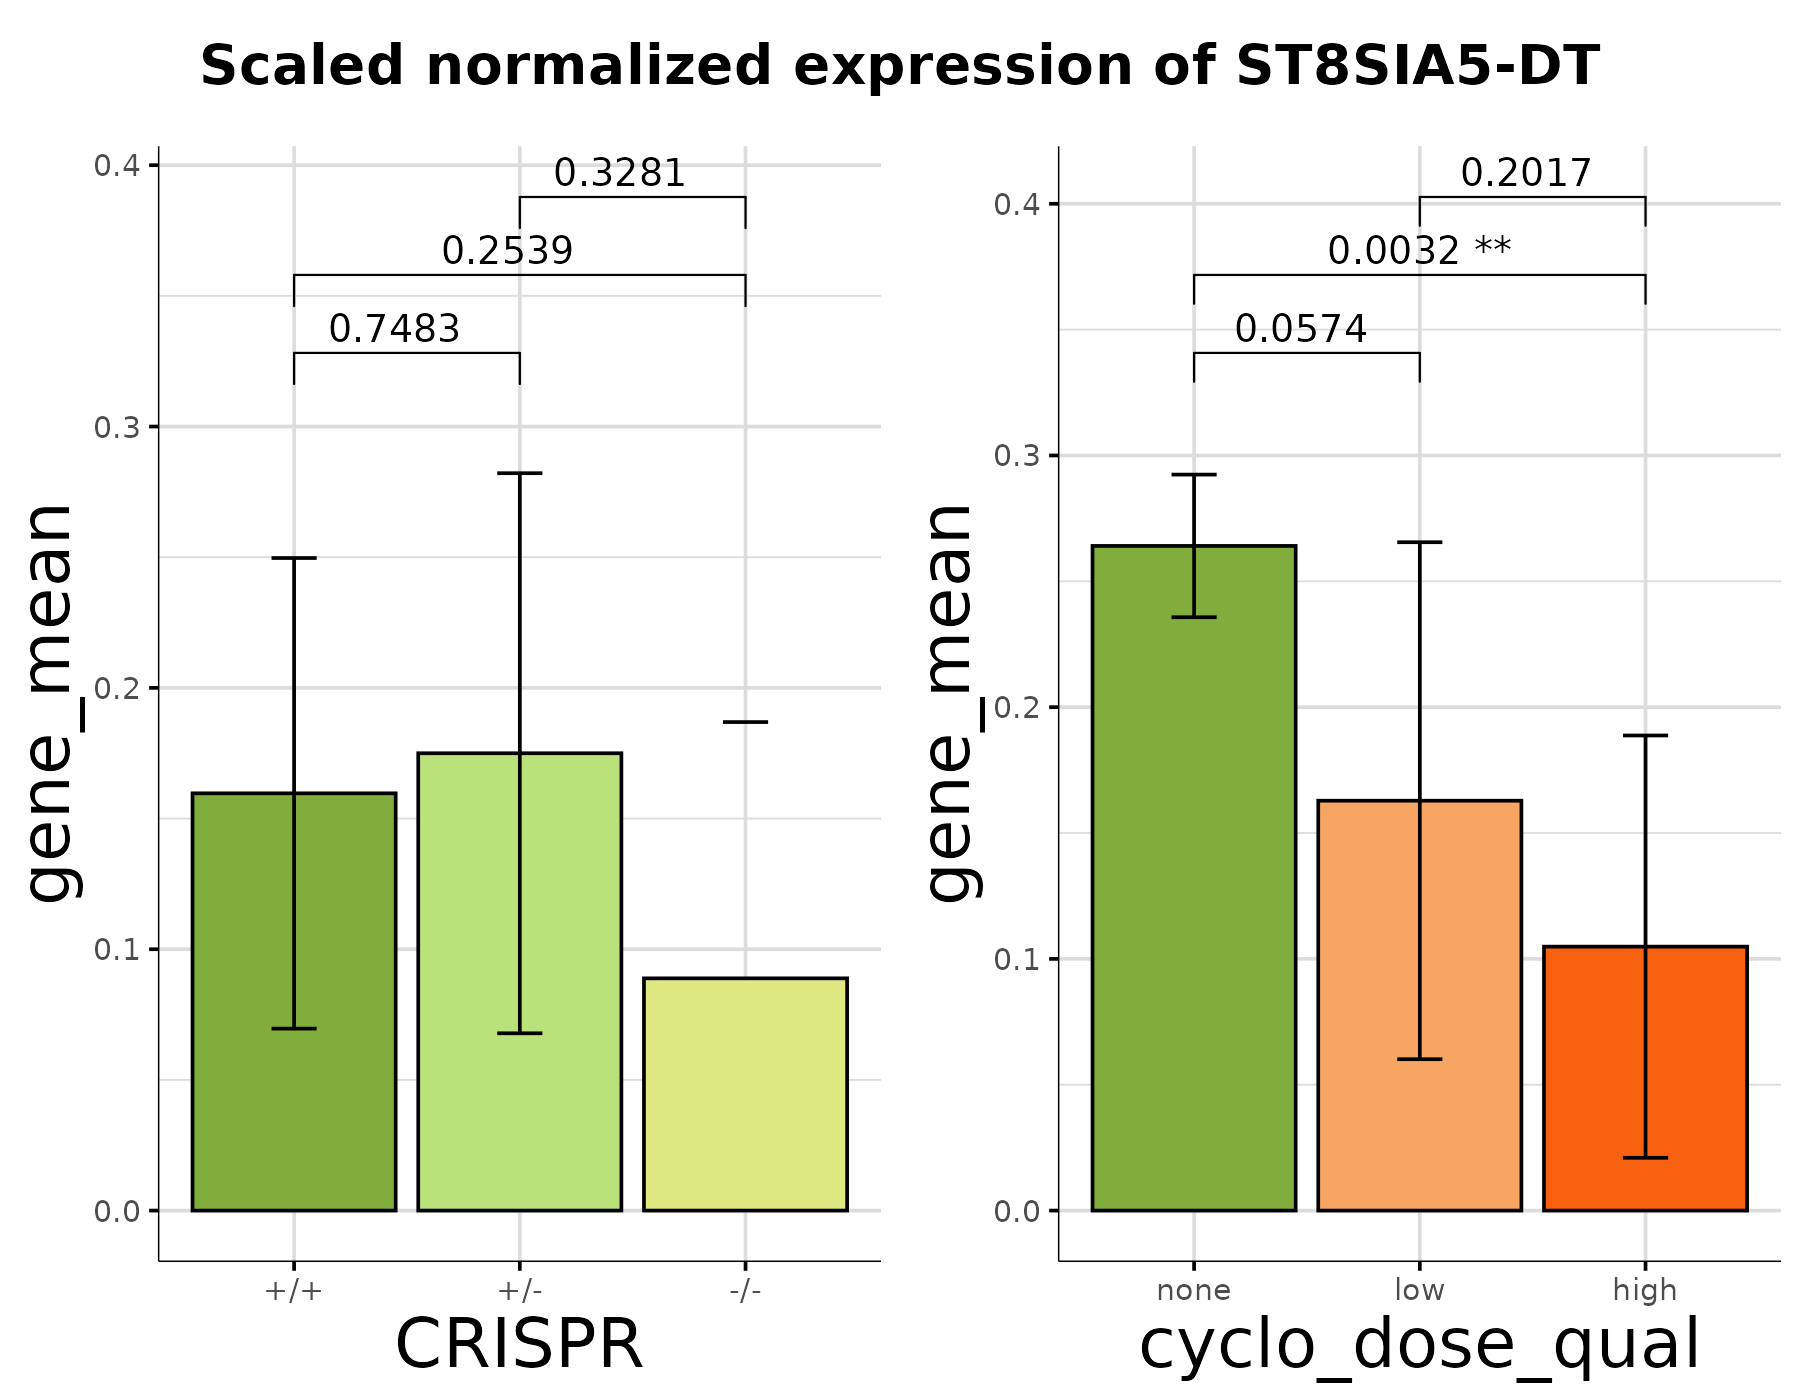 Scaled normalized expression of ST8SIA5-DT
gene_mean
0.4
0.3
0.2
0.1
0.0
0.3281
0.2539
0.7483
+/+
+/-
-/-
CRISPR
gene_mean
0.4
0.3
0.2
0.1
0.0
0.2017
0.0032 **
0.0574
none
low
high
cyclo_dose_qual